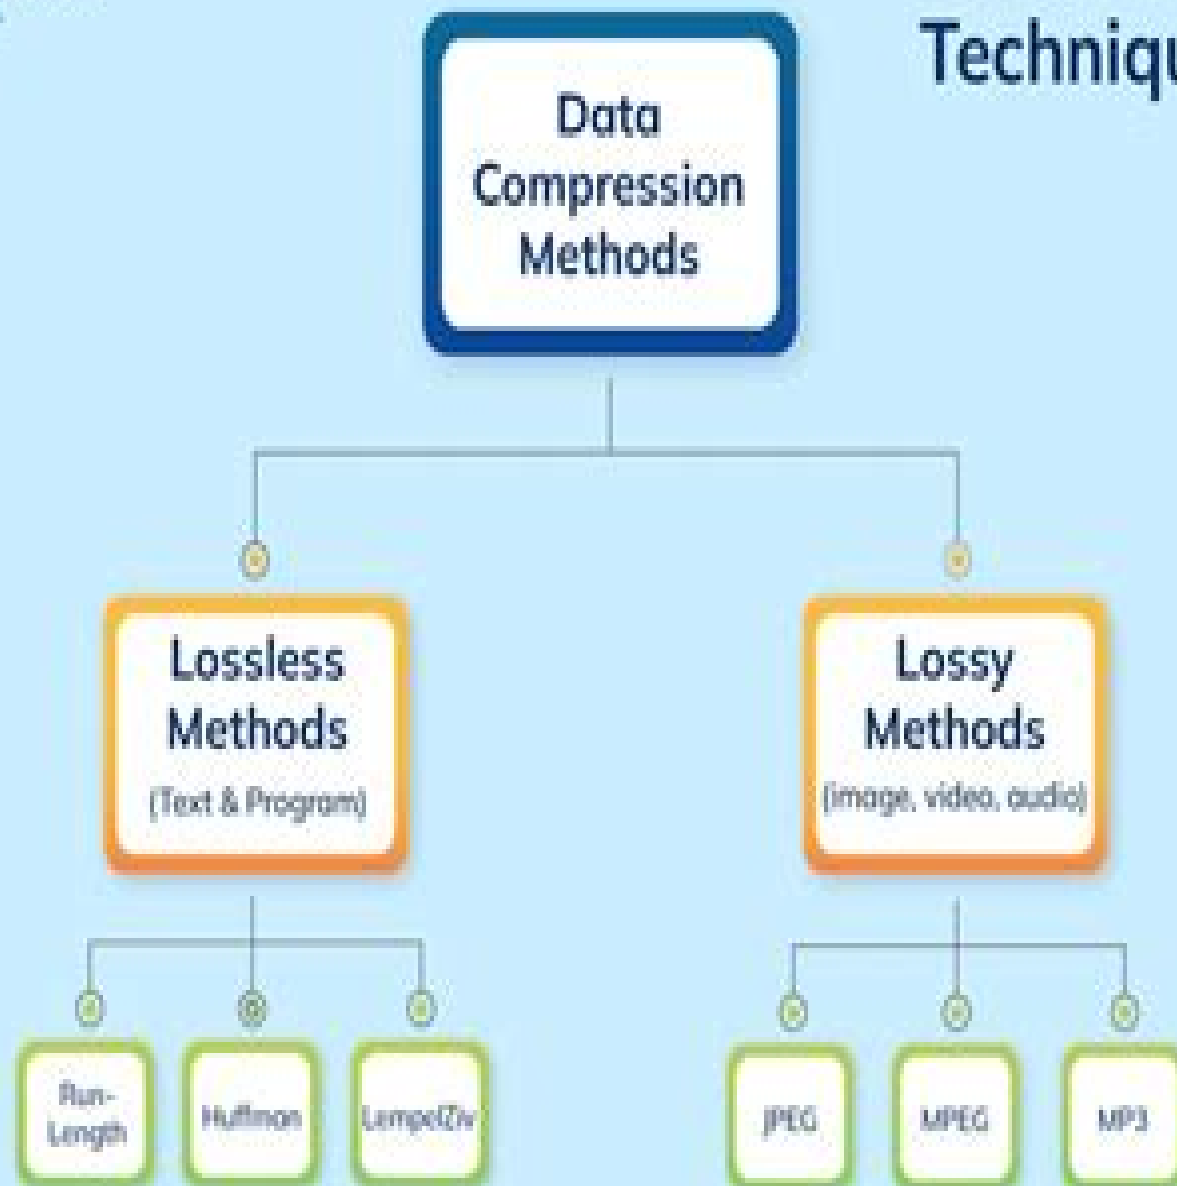 Techniqu
Data
Compression
Methods
Lossless
Methods
(Text & Program)
Lossy
Methods
(image, video, audio)
Run-
Length
Huffman
LempelZiv
JPEG
MPEG
MP3